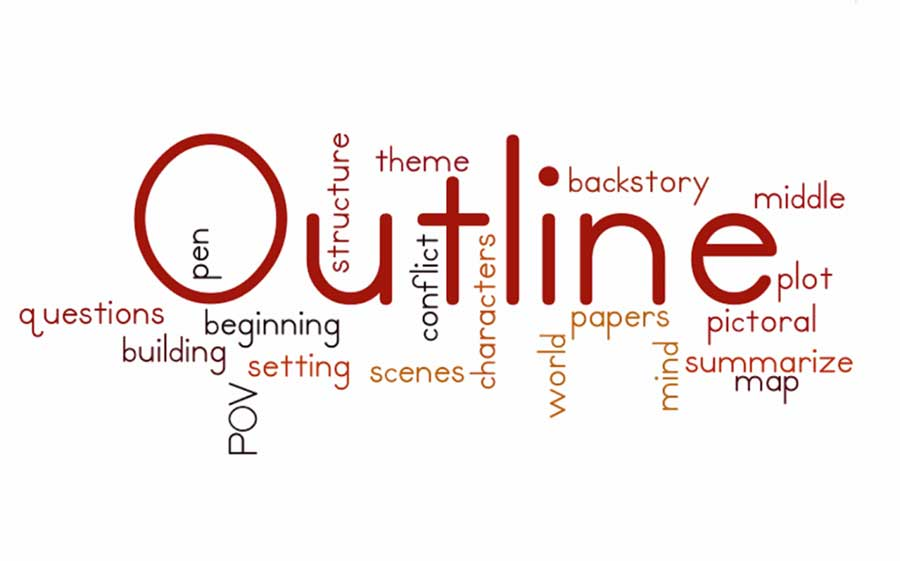 structure
theme
Outline
backstory
middle
pen
conflict
characters
plot
questions
beginning
papers
pictoral
building
setting
scenes
world
mind
summarize
map
POV